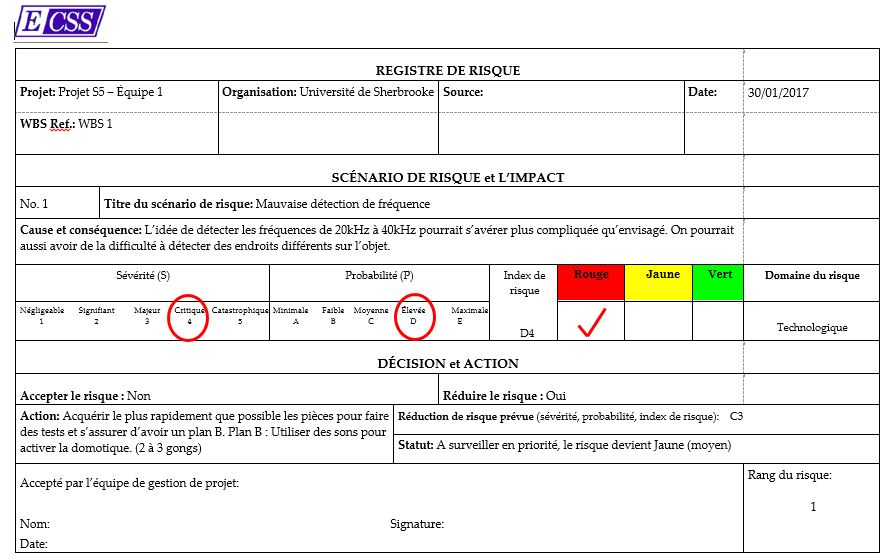 ECSS
REGISTRE DE RISQUE
Projet: Projet S5 – Équipe 1 Organisation: Université de Sherbrooke Source: Date: 30/01/2017
WBS Ref.: WBS 1
SCÉNARIO DE RISQUE et L’IMPACT
No. 1 Titre du scénario de risque: Mauvaise détection de fréquence
Cause et conséquence: L’idée de détecter les fréquences de 20kHz à 40kHz pourrait s’avérer plus compliquée qu’envisagé. On pourrait
aussi avoir de la difficulté à détecter des endroits différents sur l’objet.
Sévérité (S) Probabilité (P) Index de Rouge Jaune Vert Domaine du risque
risque
Négligeable Signifiant Majeur Critique Catastrophique Minimale Faible Moyenne Élevée Maximale
1 2 3 4 5 A B C D E
D4 Technologique
DÉCISION et ACTION
Accepter le risque : Non Réduire le risque : Oui
Action: Acquérir le plus rapidement que possible les pièces pour faire
des tests et s’assurer d’avoir un plan B. Plan B : Utiliser des sons pour
activer la domotique. (2 à 3 gongs)
Réduction de risque prévue (sévérité, probabilité, index de risque): C3
Statut: A surveiller en priorité, le risque devient Jaune (moyen)
Accepté par l’équipe de gestion de projet:
Rang du risque:
1
Nom: Signature:
Date: